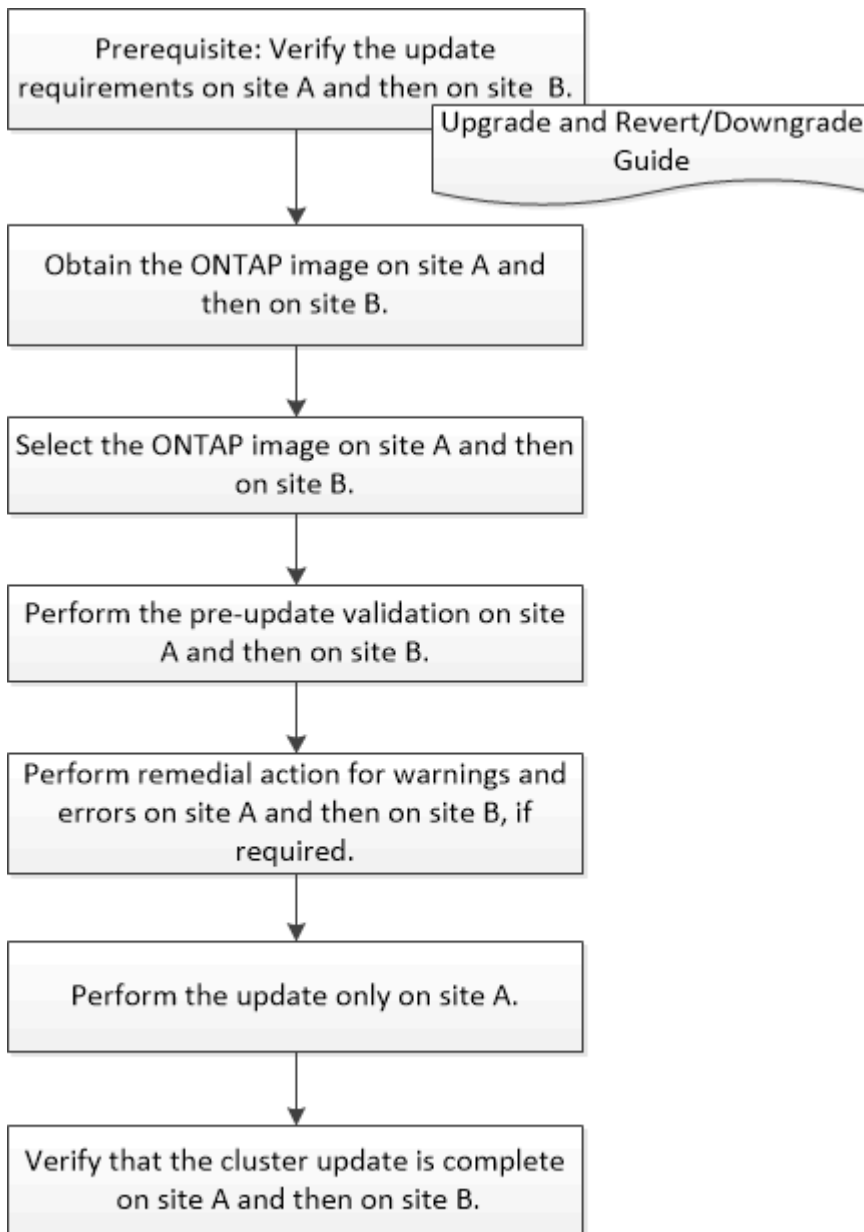 Prerequisite: Verify the update
requirements on site A and then on site B.
Upgrade and Revert/Downgrade
Guide
Obtain the ONTAP image on site A and
then on site B.
Select the ONTAP image on site A and then
on site B.
Perform the pre-update validation on site
A and then on site B.
Perform remedial action for warnings and
errors on site A and then on site B, if
required.
Perform the update only on site A.
Verify that the cluster update is complete
on site A and then on site B.